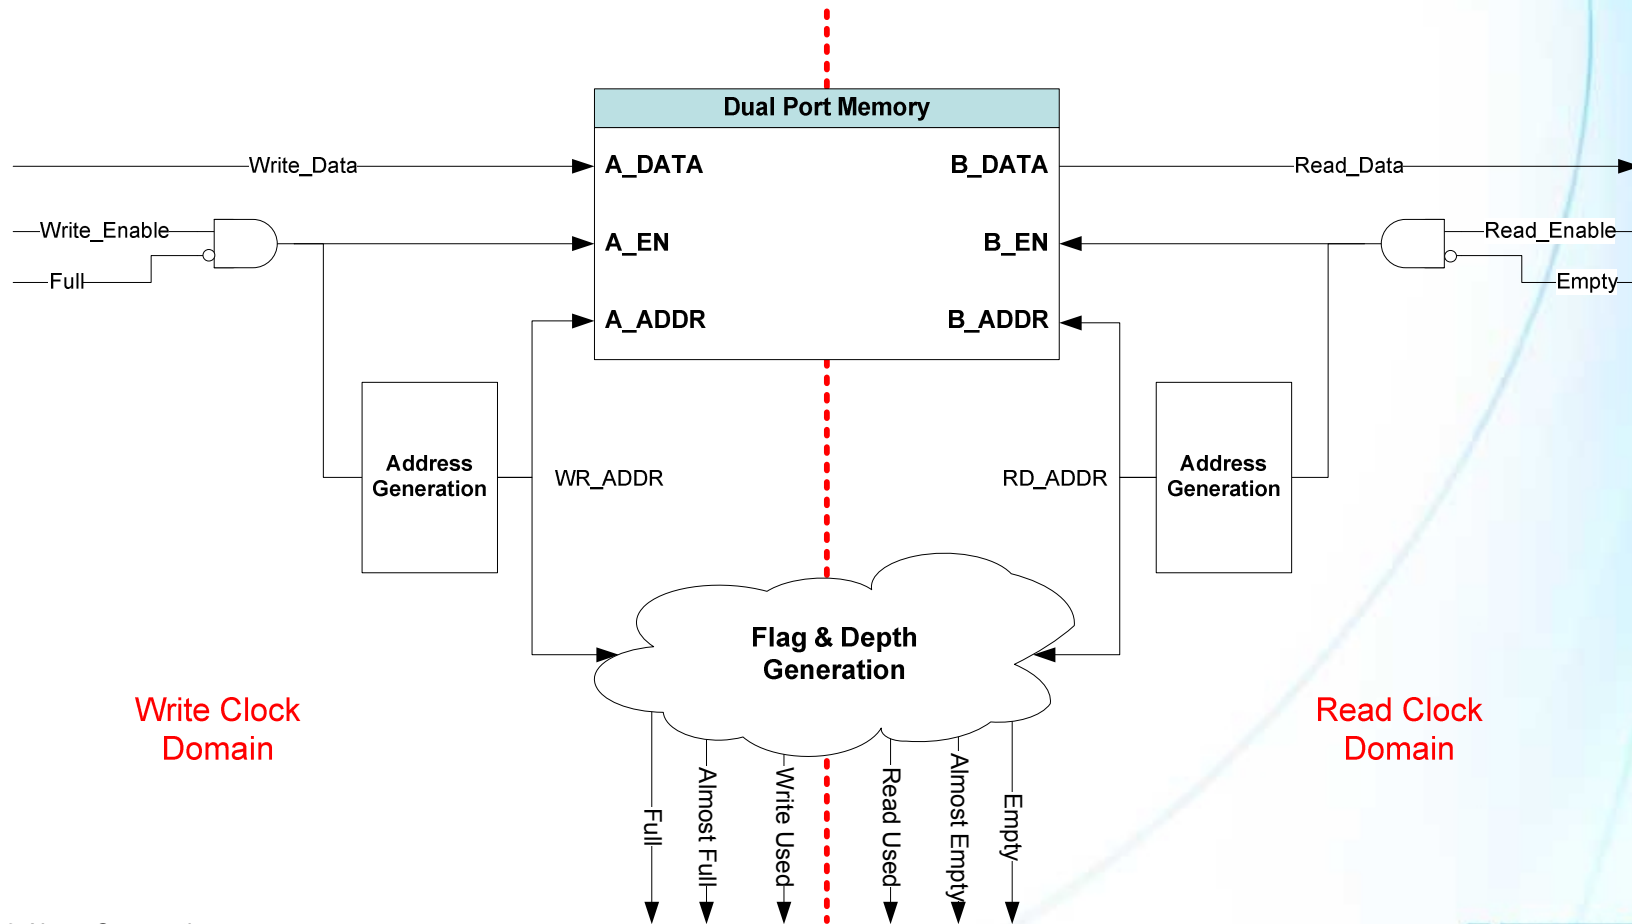 Dual Port Memory
Write_Data
A_DATA
B_DATA
Read_Data
Write_Enable
A_EN
B_EN
Read_Enable
Full
Empty
A_ADDR
B_ADDR
Address
Generation
WR_ADDR
RD_ADDR
Address
Generation
Flag & Depth
Generation
Write Clock
Domain
Read Clock
Domain
Full
Almost Full
Write Used
Read Used
Almost Empty
Empty